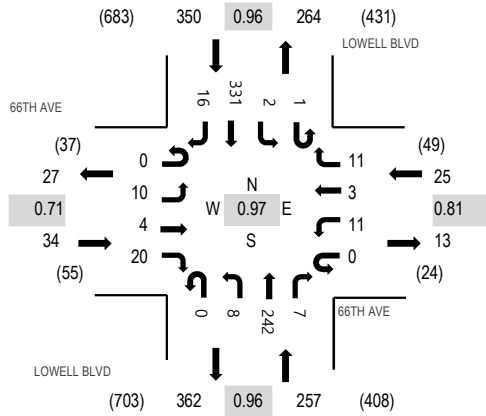 (683) 350 0.96 264 (431)
LOWELL BLVD
16 331 2 1
66TH AVE
(37) (49)
0 11
27 25
10 N 3
0.71 W 0.97 E 0.81
4 S 11
34 13
20 0
(55) (24)
0 8 242 7
66TH AVE
LOWELL BLVD
(703) 362 0.96 257 (408)